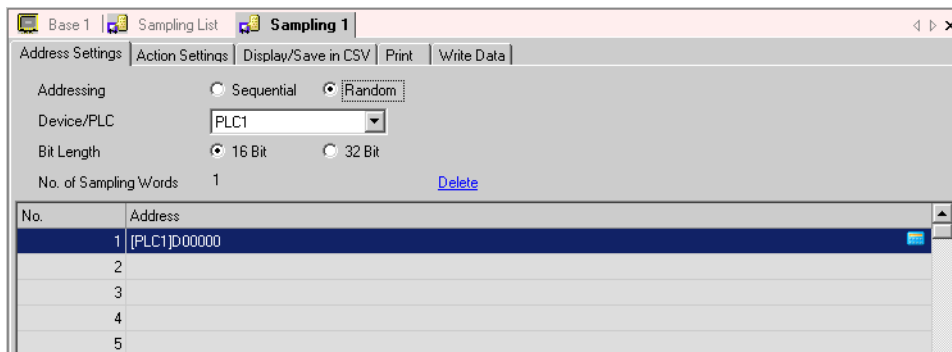 Base 1 Sampling List Sampling 1
Address Settings Action Settings Display/Save in CSV Print Write Data
Addressing Sequential Random
Device/PLC PLC1
Bit Length 16 Bit 32 Bit
No. of Sampling Words 1 Delete
No. Address
1 [PLC1]D00000
2
3
4
5